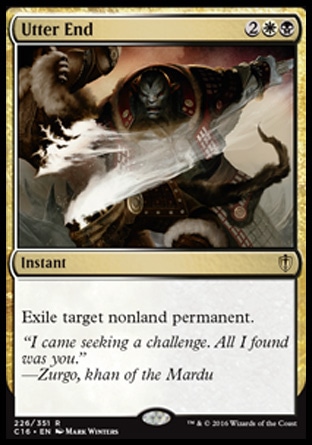 Utter End 2
Instant
Exile target nonland permanent.
“I came seeking a challenge. All I found
was you.”
—Zurgo, khan of the Mardu
226/351 R
C16 • EN Mark Winters ™ & © 2016 Wizards of the Coast